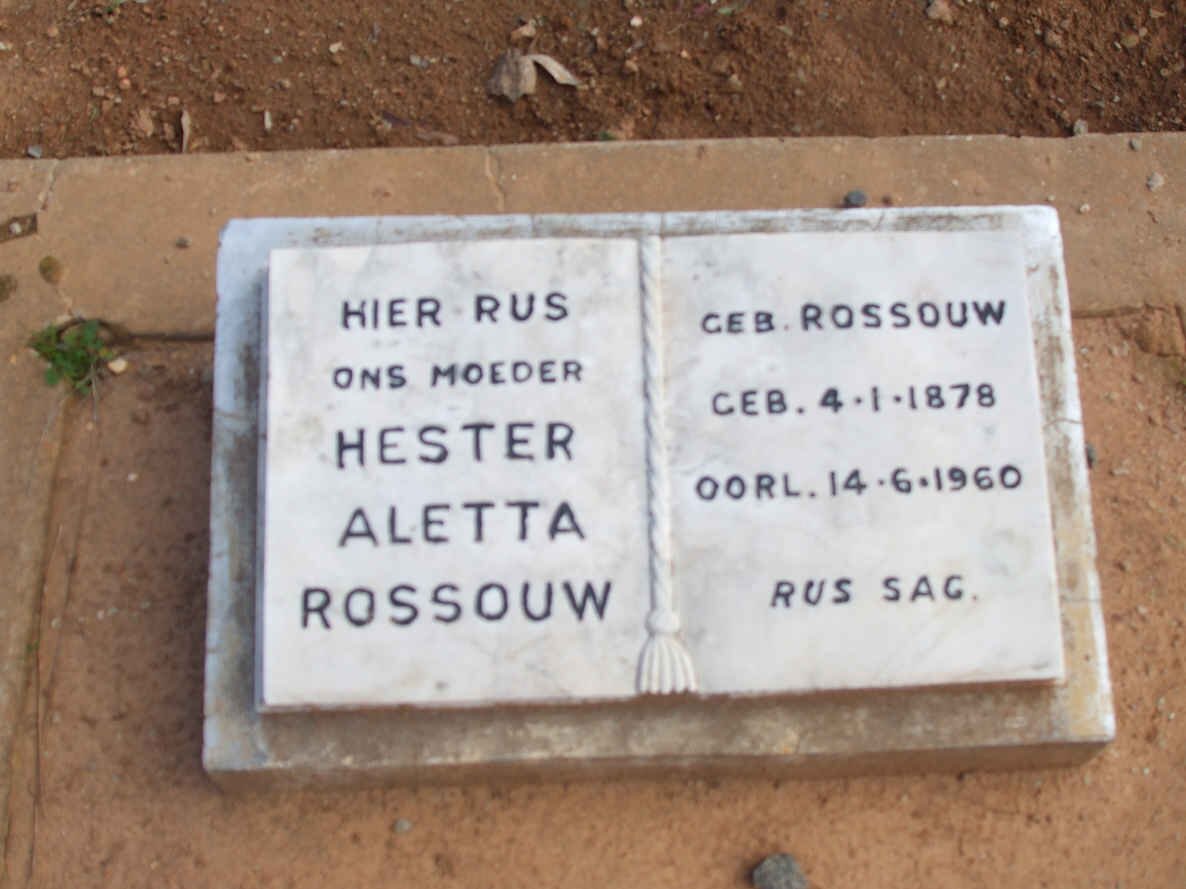 HIER RUS
ONS MOEDER
HESTER
ALETTA
ROSSOUW
GEB. ROSSOUW
GEB. 4·1·1878
OORL. 14·6·1960
RUS SAG.